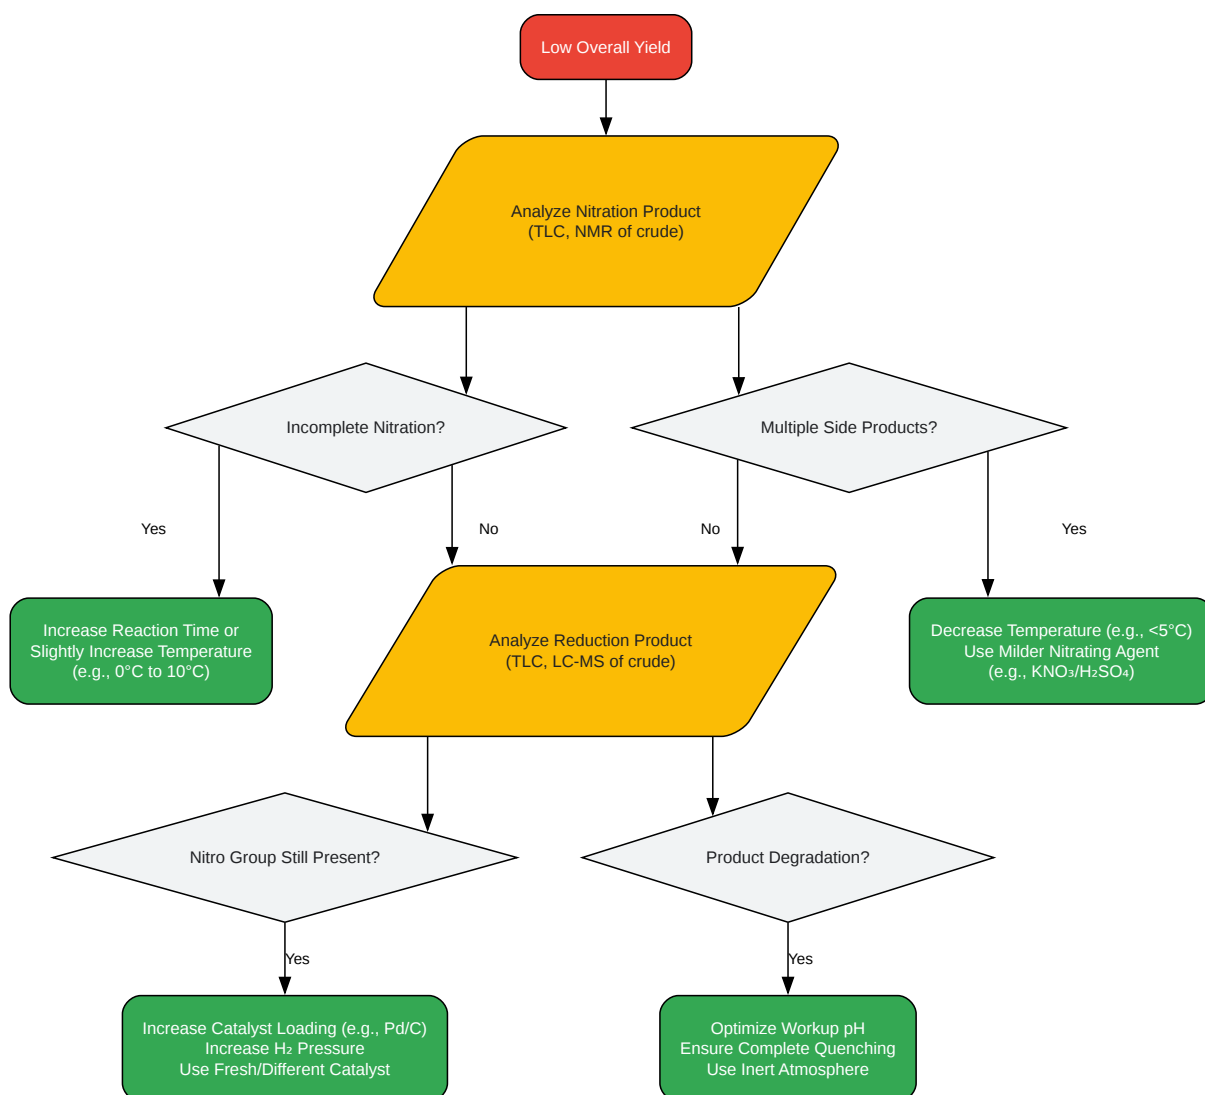 Low Overall Yield
Analyze Nitration Product
(TLC, NMR of crude)
Incomplete Nitration?
Multiple Side Products?
Yes
No
No
Yes
Increase Reaction Time or
Slightly Increase Temperature
(e.g., 0°C to 10°C)
Analyze Reduction Product
(TLC, LC-MS of crude)
Decrease Temperature (e.g., <5°C)
Use Milder Nitrating Agent
(e.g., KNO₃/H₂SO₄)
Nitro Group Still Present?
Product Degradation?
Yes
Yes
Increase Catalyst Loading (e.g., Pd/C)
Increase H₂ Pressure
Use Fresh/Different Catalyst
Optimize Workup pH
Ensure Complete Quenching
Use Inert Atmosphere